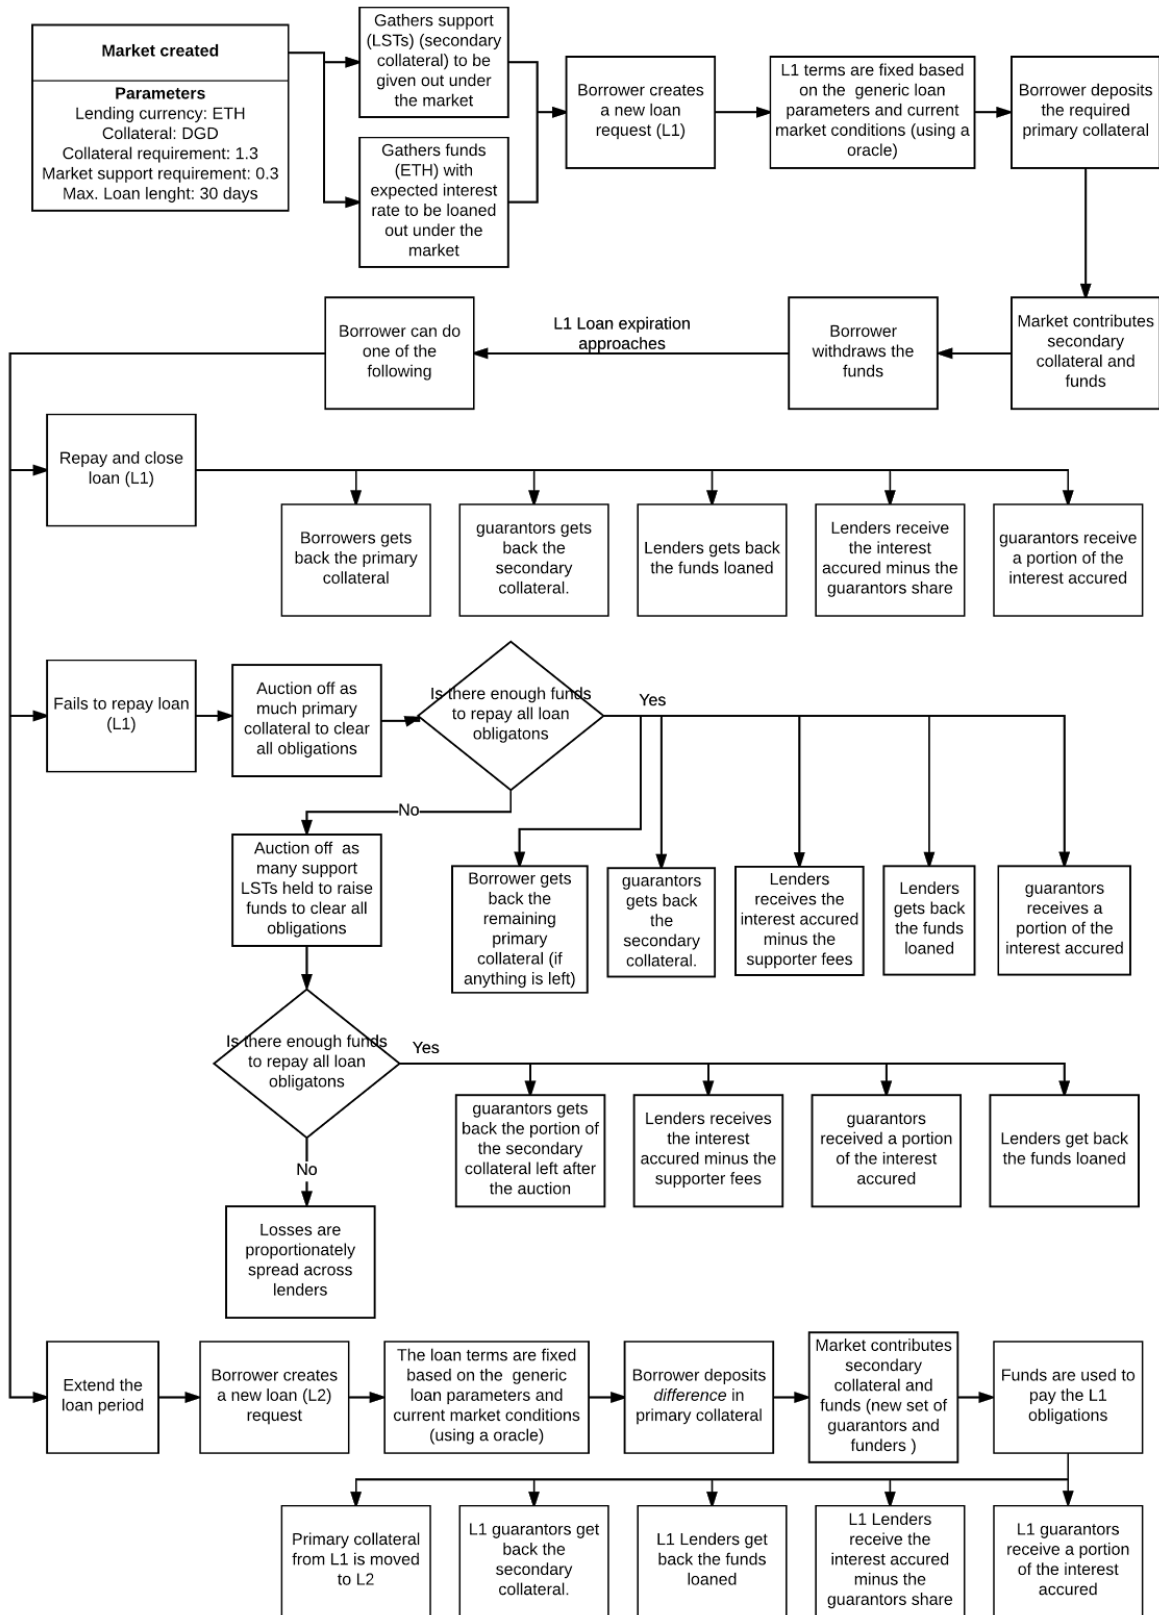 Market created
Parameters
Lending currency: ETH
Collateral: DGD
Collateral requirement: 1.3
Market support requirement: 0.3
Max. Loan lenght: 30 days
Gathers support
(LSTs) (secondary
collateral) to be
given out under
the market
Gathers funds
(ETH) with
expected interest
rate to be loaned
out under the
market
Borrower creates
a new loan
request (L1)
L1 terms are fixed based
on the generic loan
parameters and current
market conditions (using a
oracle)
Borrower deposits
the required
primary collateral
Market contributes
secondary
collateral and
funds
Borrower
withdraws the
funds
L1 Loan expiration
approaches
Borrower can do
one of the
following
Repay and close
loan (L1)
Borrowers gets
back the primary
collateral
guarantors gets
back the
secondary
collateral.
Lenders gets back
the funds loaned
Lenders receive
the interest
accured minus the
guarantors share
guarantors receive
a portion of the
interest accured
Fails to repay loan
(L1)
Auction off as
much primary
collateral to clear
all obligations
Is there enough funds
to repay all loan
obligatons
Yes
No
Borrower gets
back the
remaining
primary
collateral (if
anything is left)
guarantors
gets back
the
secondary
collateral.
Lenders
receives the
interest accured
minus the
supporter fees
Lenders
gets back
the funds
loaned
guarantors
receives a
portion of the
interest accured
Auction off as
many support
LSTs held to raise
funds to clear all
obligations
Is there enough funds
to repay all loan
obligatons
Yes
No
guarantors gets
back the portion of
the secondary
collateral left after
the auction
Lenders receives
the interest
accured minus the
supporter fees
guarantors
received a portion
of the interest
accured
Lenders get back
the funds loaned
Losses are
proportionately
spread across
lenders
Extend the
loan period
Borrower creates
a new loan (L2)
request
The loan terms are fixed
based on the generic
loan parameters and
current market conditions
(using a oracle)
Borrower deposits
difference in
primary collateral
Market contributes
secondary
collateral and
funds (new set of
guarantors and
funders )
Funds are used to
pay the L1
obligations
Primary collateral
from L1 is moved
to L2
L1 guarantors get
back the
secondary
collateral.
L1 Lenders get
back the funds
loaned
L1 Lenders
receive the
interest accured
minus the
guarantors share
L1 guarantors
receive a portion
of the interest
accured